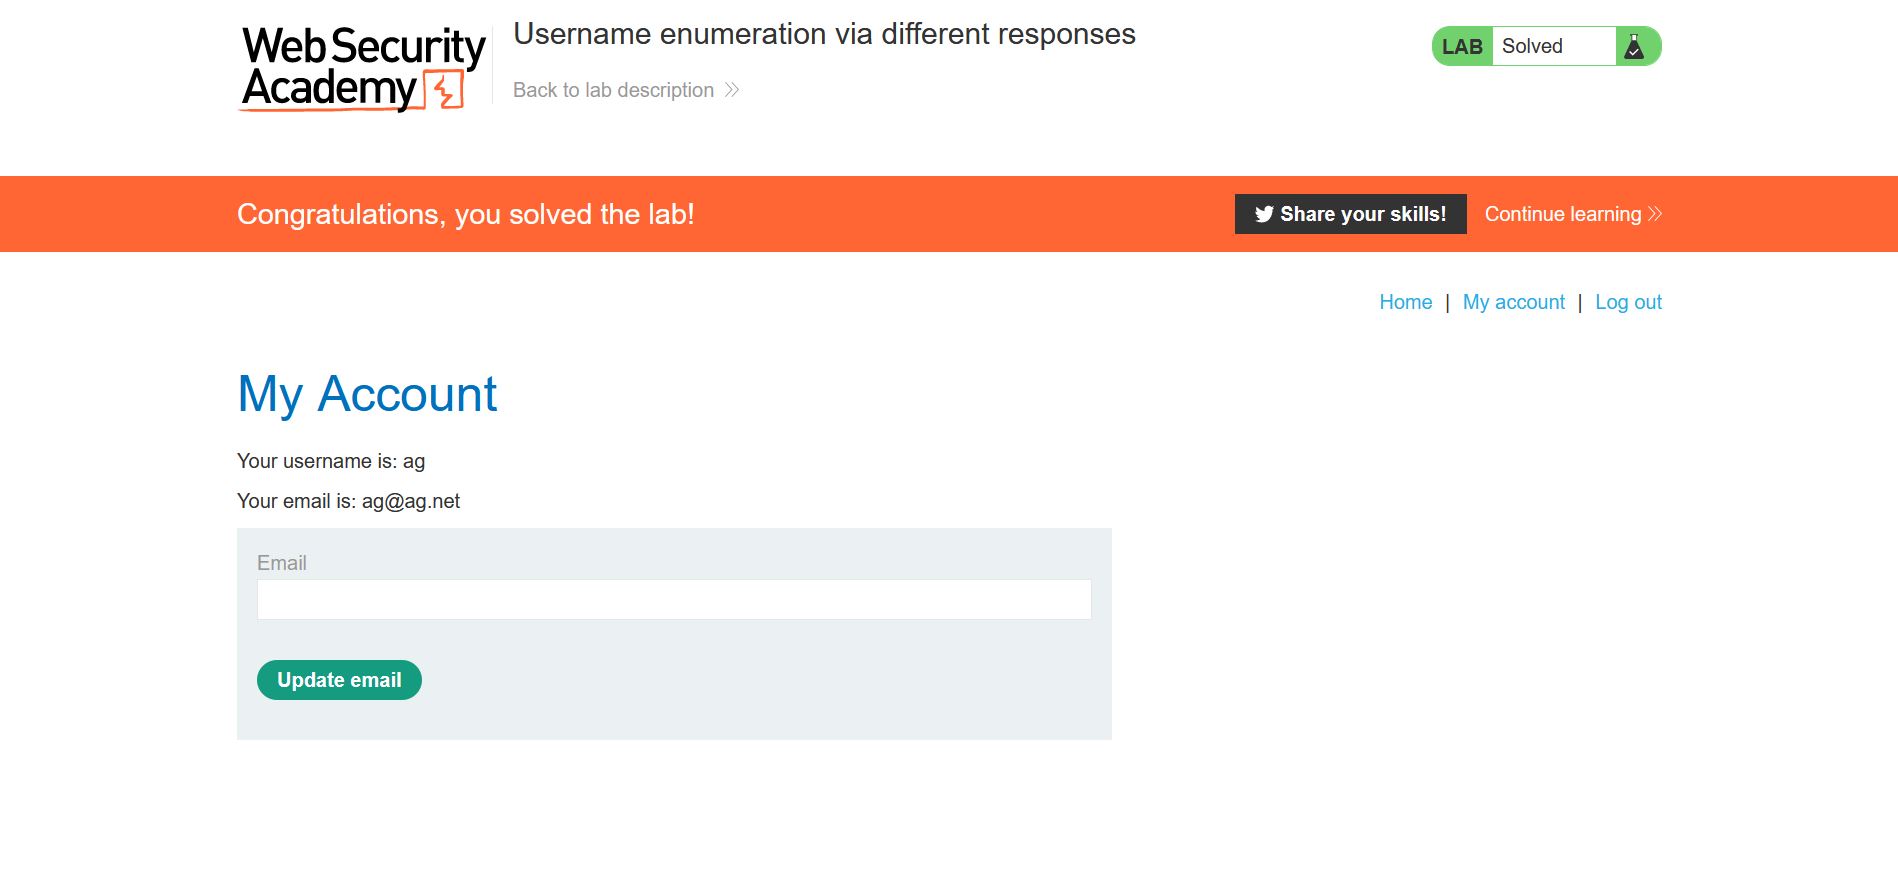 Web Security
Academy
Username enumeration via different responses
Back to lab description
LAB Solved
Congratulations, you solved the lab!
Share your skills!
Continue learning
Home | My account | Log out
My Account
Your username is: ag
Your email is: ag@ag.net
Email
Update email